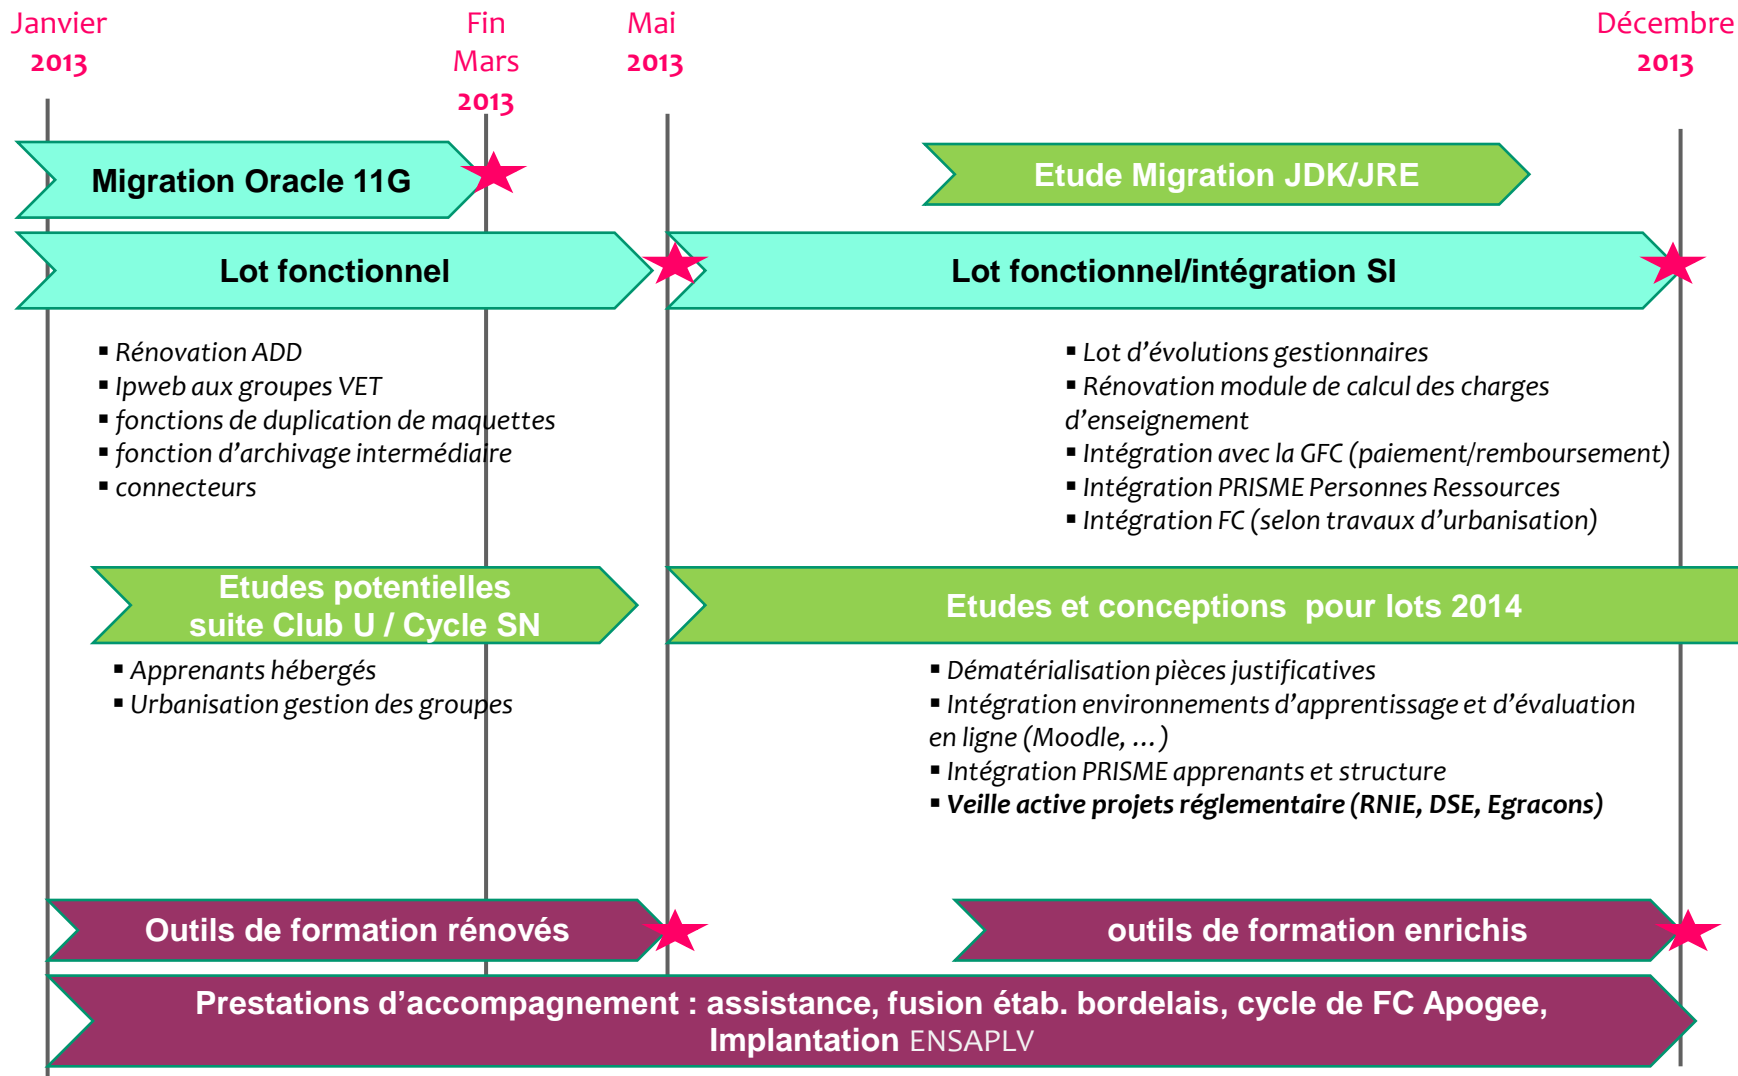 Janvier
2013
Fin
Mars
2013
Mai
2013
Décembre
2013
Migration Oracle 11G
Etude Migration JDK/JRE
Lot fonctionnel
Lot fonctionnel/intégration SI
▪ Rénovation ADD
▪ Ipweb aux groupes VET
▪ fonctions de duplication de maquettes
▪ fonction d’archivage intermédiaire
▪ connecteurs
▪ Lot d’évolutions gestionnaires
▪ Rénovation module de calcul des charges
d’enseignement
▪ Intégration avec la GFC (paiement/remboursement)
▪ Intégration PRISME Personnes Ressources
▪ Intégration FC (selon travaux d’urbanisation)
Etudes potentielles
suite Club U / Cycle SN
Etudes et conceptions pour lots 2014
▪ Apprenants hébergés
▪ Urbanisation gestion des groupes
▪ Dématérialisation pièces justificatives
▪ Intégration environnements d’apprentissage et d’évaluation
en ligne (Moodle, …)
▪ Intégration PRISME apprenants et structure
▪ Veille active projets réglementaire (RNIE, DSE, Egracons)
Outils de formation rénovés
outils de formation enrichis
Prestations d’accompagnement : assistance, fusion étab. bordelais, cycle de FC Apogee,
Implantation ENSAPLV